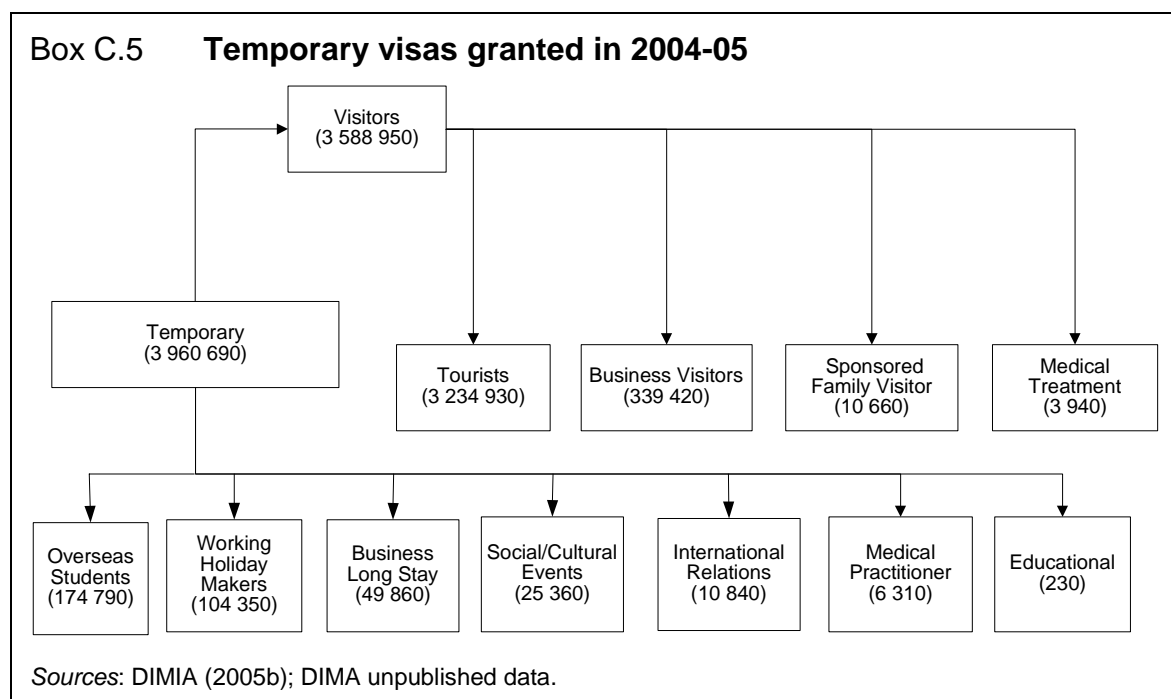 Box C.5 Temporary visas granted in 2004-05
Visitors
(3 588 950)
Temporary
(3 960 690)
Tourists
(3 234 930)
Business Visitors
(339 420)
Sponsored
Family Visitor
(10 660)
Medical
Treatment
(3 940)
Overseas
Students
(174 790)
Working
Holiday
Makers
(104 350)
Business
Long Stay
(49 860)
Social/Cultural
Events
(25 360)
International
Relations
(10 840)
Medical
Practitioner
(6 310)
Educational
(230)
Sources: DIMIA (2005b); DIMA unpublished data.